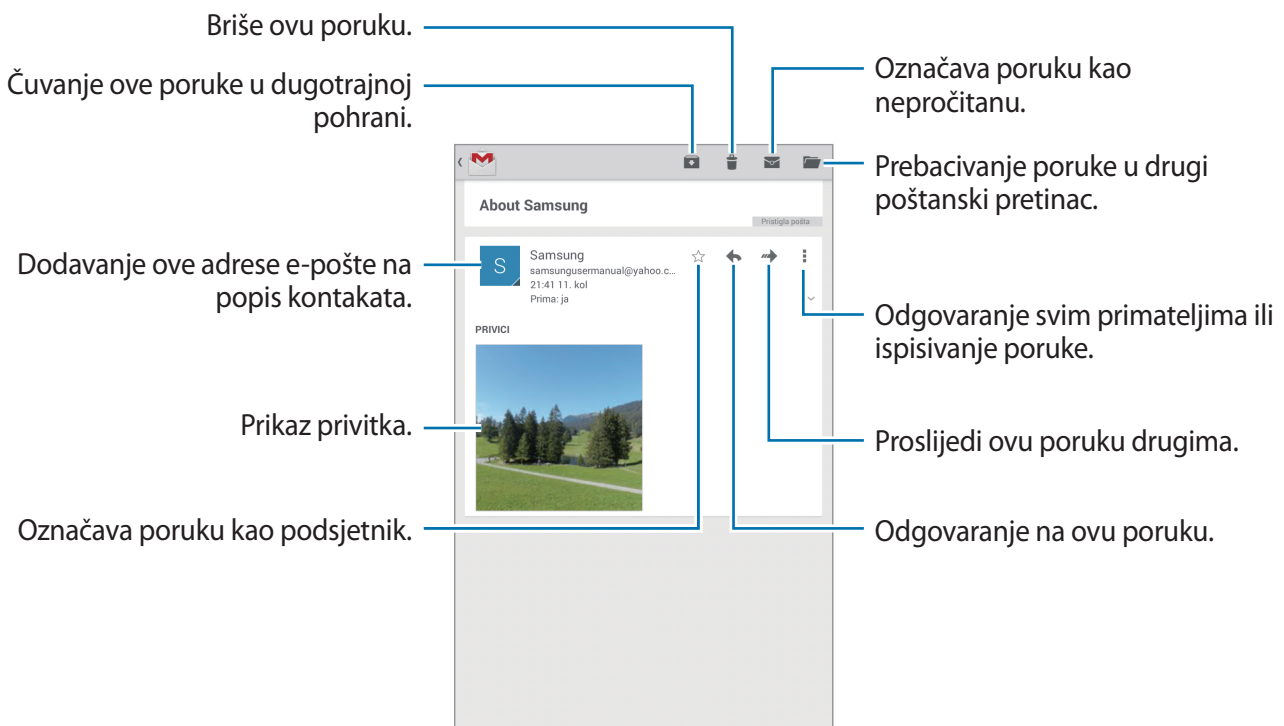 Briše ovu poruku.
Čuvanje ove poruke u dugotrajnoj
pohrani.
Označava poruku kao
nepročitanu.
Prebacivanje poruke u drugi
poštanski pretinac.
About Samsung
Pristigla pošta
Dodavanje ove adrese e-pošte na
popis kontakata.
S
Samsung
samsungusermanual@yahoo.c...
21:41 11. kol
Prima: ja
Odgovaranje svim primateljima ili
ispisivanje poruke.
PRIVICI
Prikaz privitka.
Proslijedi ovu poruku drugima.
Označava poruku kao podsjetnik.
Odgovaranje na ovu poruku.